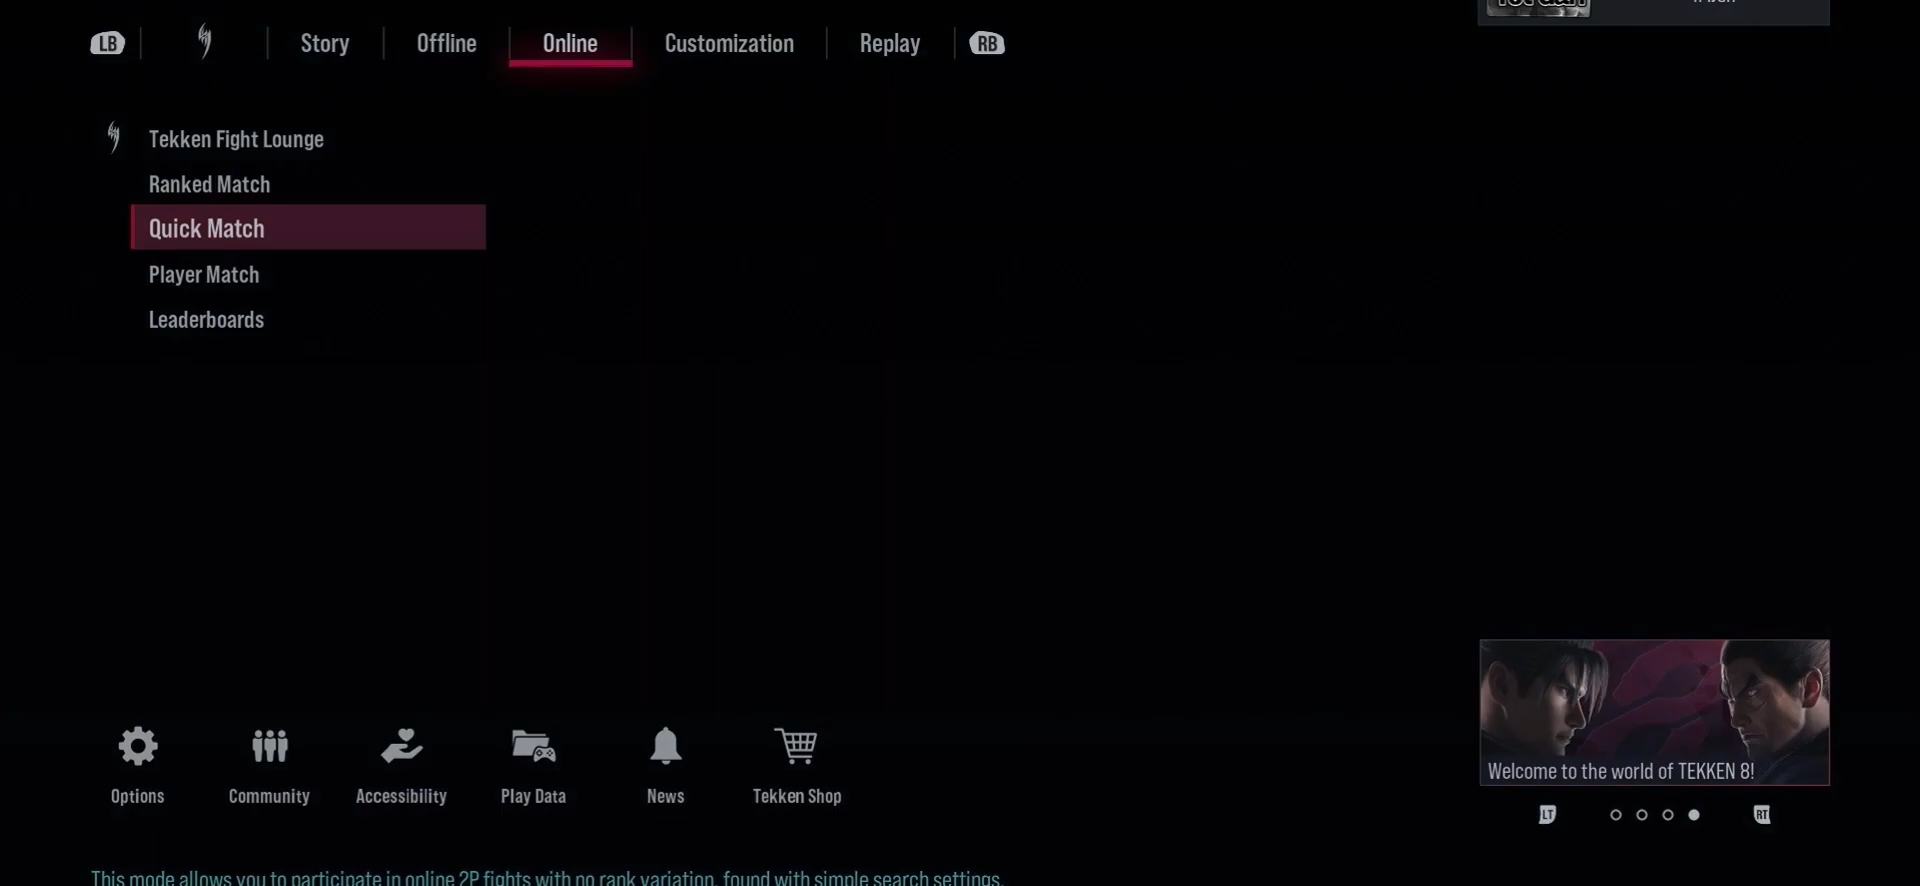 LB Story Offline Online Customization Replay RB
Tekken Fight Lounge
Ranked Match
Quick Match
Player Match
Leaderboards
Options Community Accessibility Play Data News Tekken Shop
Welcome to the world of TEKKEN 8!
LT RT
This mode allows you to participate in online 2P fights with no rank variation, found with simple search settings.